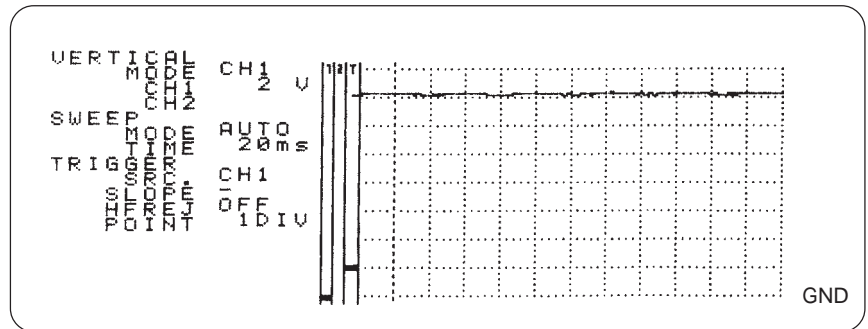 VERTICAL
MODE CH1
CH1 2 V
CH2
SWEEP
MODE AUTO
TIME 20ms
TRIGGER
SRC. CH1
SLOPE -
HFREJ OFF
POINT 1DIV
1 2 T
GND